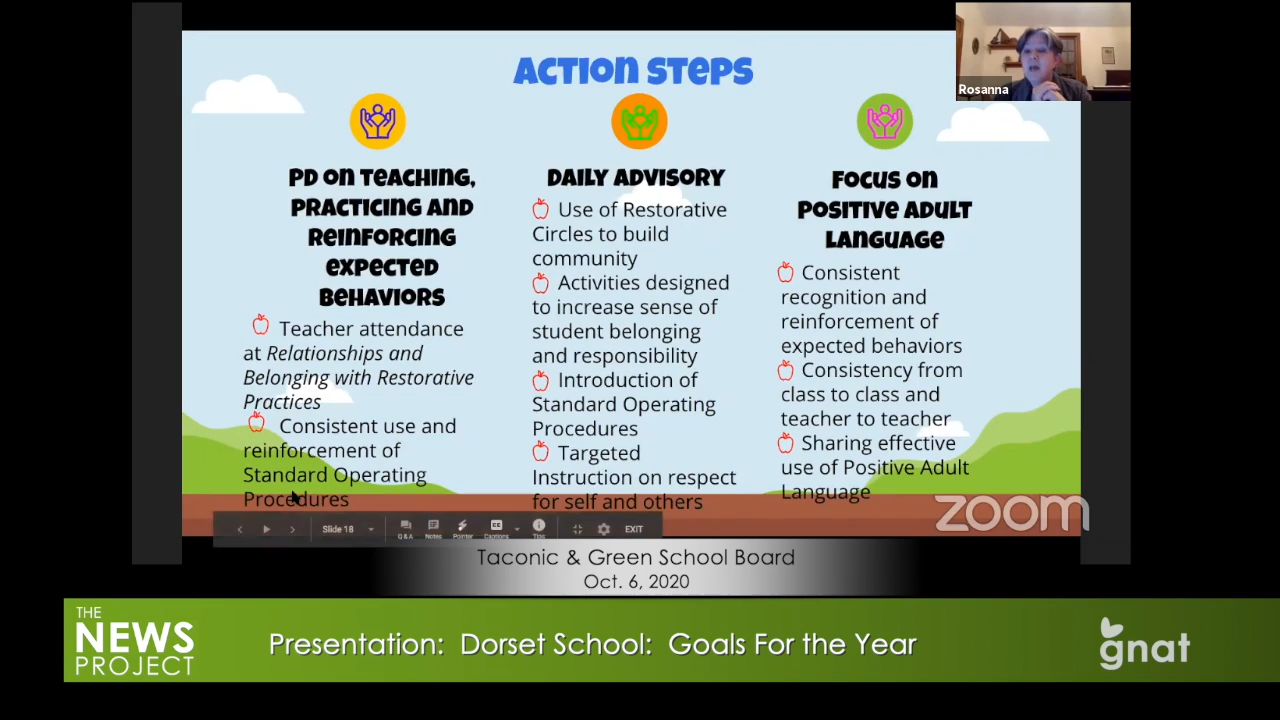 ACTION STEPS
Rosanna
PD ON TEACHING,
PRACTICING AND
REINFORCING
EXPECTED
BEHAVIORS
Teacher attendance
at Relationships and
Belonging with Restorative
Practices
Consistent use and
reinforcement of
Standard Operating
Procedures
DAILY ADVISORY
Use of Restorative
Circles to build
community
Activities designed
to increase sense of
student belonging
and responsibility
Introduction of
Standard Operating
Procedures
Targeted
Instruction on respect
for self and others
FOCUS ON
POSITIVE ADULT
LANGUAGE
Consistent
recognition and
reinforcement of
expected behaviors
Consistency from
class to class and
teacher to teacher
Sharing effective
use of Positive Adult
Language
zoom
Slide 18
Q&A
Notes
Pointer
CC
Captions
Tips
EXIT
Taconic & Green School Board
Oct. 6, 2020
THE
NEWS
PROJECT
Presentation: Dorset School: Goals For the Year
gnat